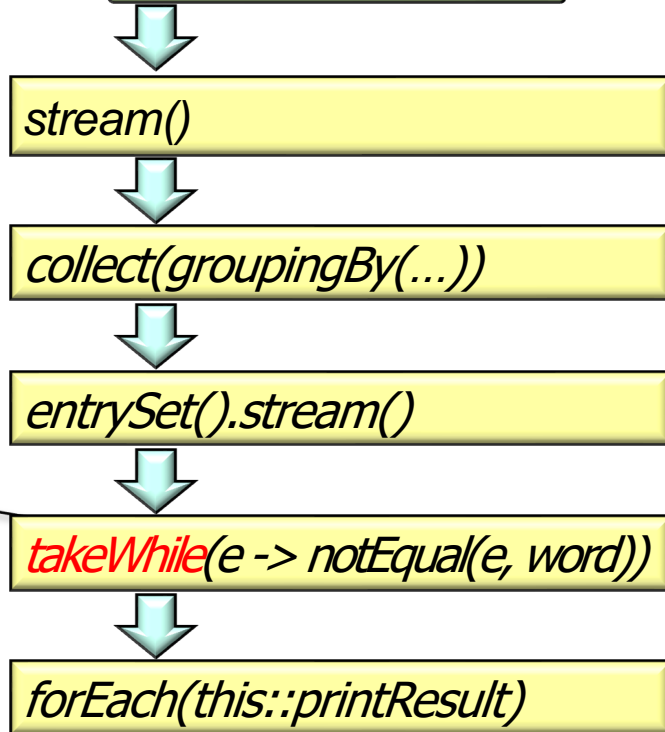 stream()
collect(groupingBy(...))
entrySet().stream()
takeWhile(e -> notEqual(e, word))
forEach(this::printResult)